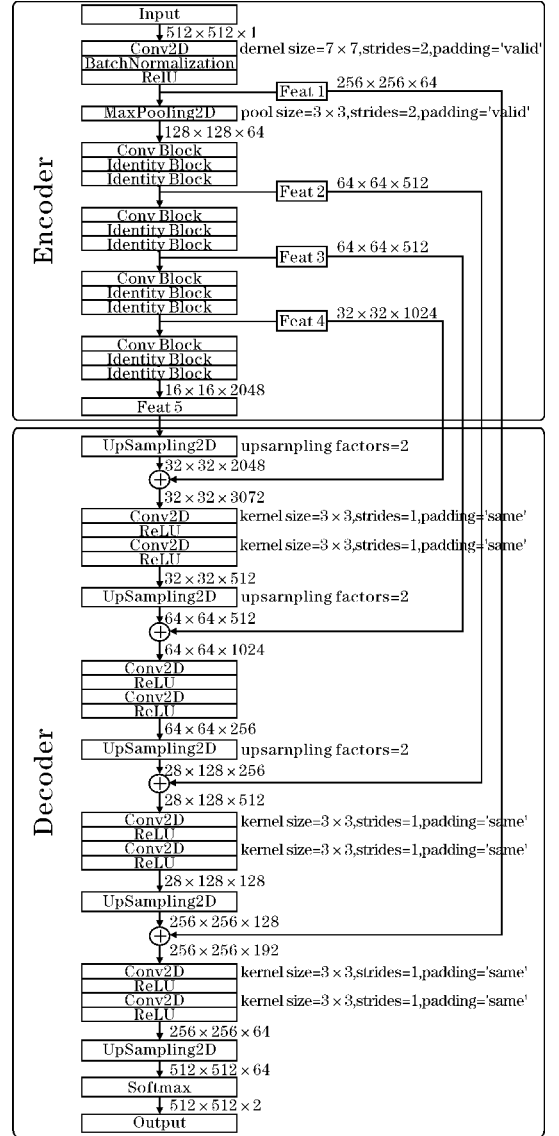 Input
512×512×1
Conv2D dernel size=7×7,strides=2,padding='valid'
BatchNormalization
RelU
Feat 1 256×256×64
MaxPooling2D pool size=3×3,strides=2,padding='valid'
128×128×64
Conv Block
Identity Block
Identity Block
Feat 2 64×64×512
Conv Block
Identity Block
Identity Block
Feat 3 64×64×512
Conv Block
Identity Block
Identity Block
Feat 4 32×32×1024
Conv Block
Identity Block
Identity Block
16×16×2048
Feat 5
Encoder
UpSampling2D upsarnpling factors=2
32×32×2048
+
32×32×3072
Conv2D kernel size=3×3,strides=1,padding='same'
ReLU
Conv2D kernel size=3×3,strides=1,padding='same'
ReLU
32×32×512
UpSampling2D upsarnpling factors=2
64×64×512
+
64×64×1024
Conv2D
ReLU
Conv2D
ReLU
64×64×256
UpSampling2D upsarnpling factors=2
28×128×256
+
28×128×512
Conv2D kernel size=3×3,strides=1,padding='same'
ReLU
Conv2D kernel size=3×3,strides=1,padding='same'
ReLU
28×128×128
UpSampling2D
256×256×128
+
256×256×192
Conv2D kernel size=3×3,strides=1,padding='same'
ReLU
Conv2D kernel size=3×3,strides=1,padding='same'
ReLU
256×256×64
UpSampling2D
512×512×64
Softmax
512×512×2
Output
Decoder